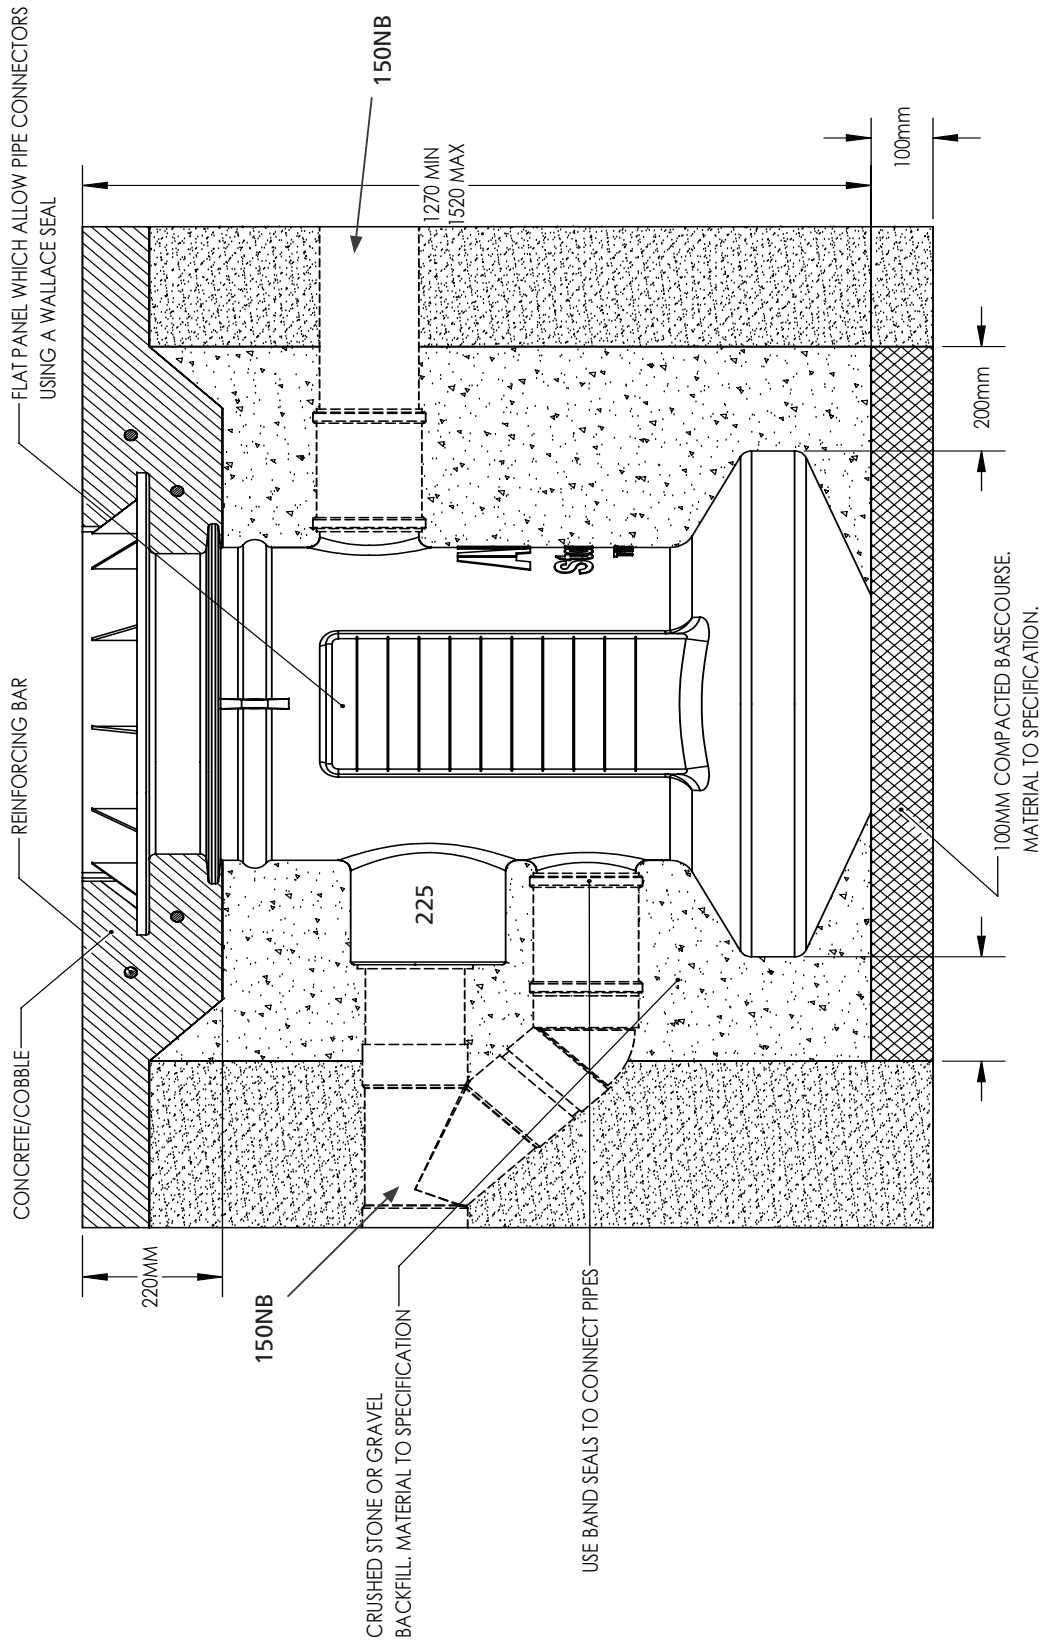 FLAT PANEL WHICH ALLOW PIPE CONNECTORS
USING A WALLACE SEAL
REINFORCING BAR
CONCRETE/COBBLE
150NB
1270 MIN
1520 MAX
100mm
220MM
225
200mm
150NB
CRUSHED STONE OR GRAVEL
BACKFILL. MATERIAL TO SPECIFICATION
USE BAND SEALS TO CONNECT PIPES
100MM COMPACTED BASECOURSE.
MATERIAL TO SPECIFICATION.